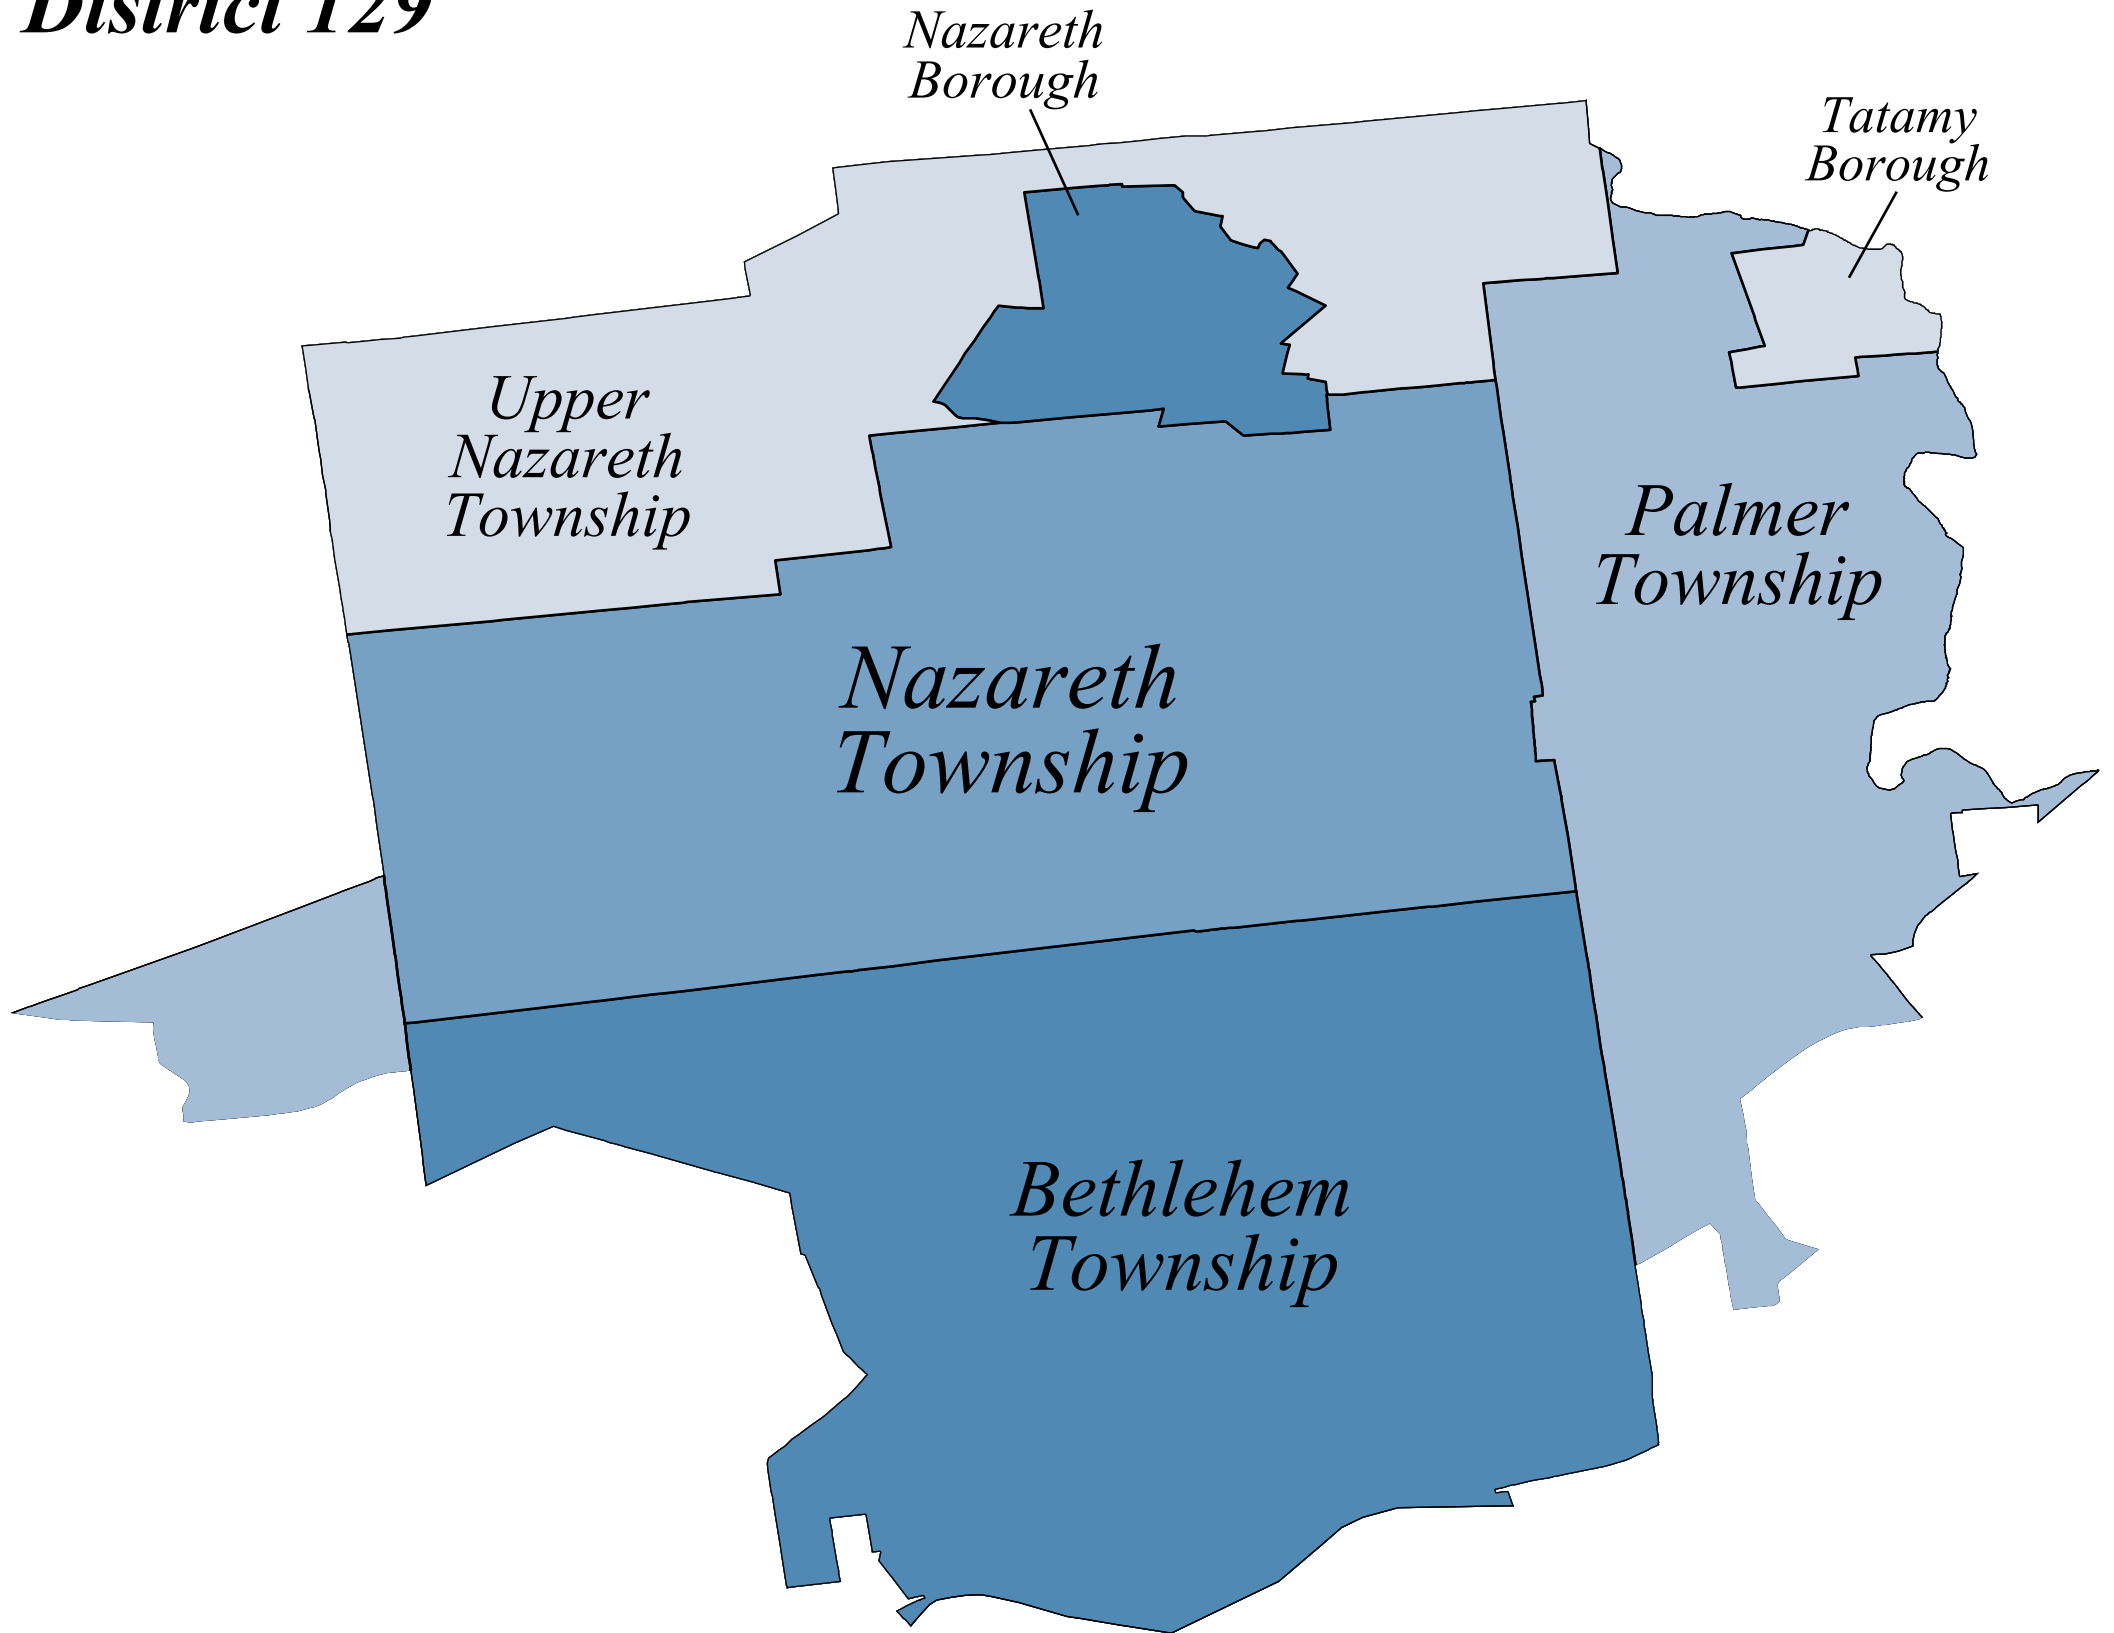 District 129
Nazareth
Borough
Tatamy
Borough
Upper
Nazareth
Township
Palmer
Township
Nazareth
Township
Bethlehem
Township